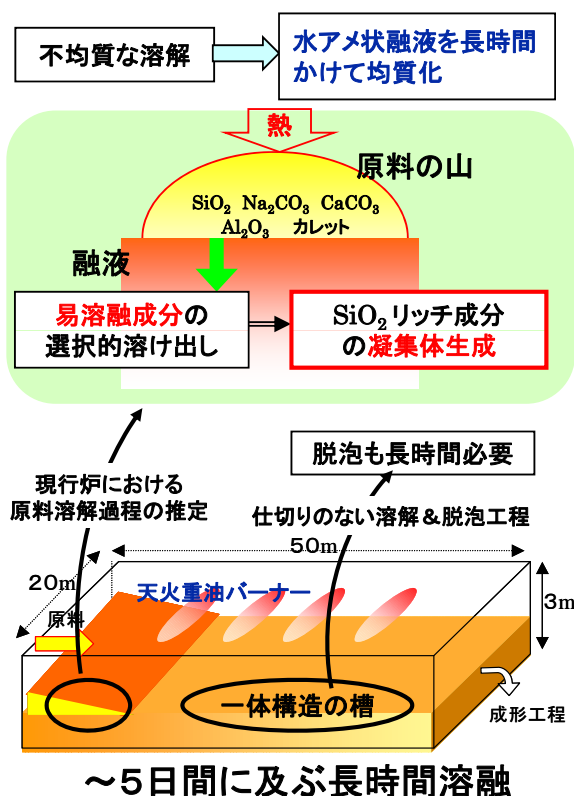 不均質な溶解
水アメ状融液を長時間
かけて均質化
熱
原料の山
SiO₂ Na₂CO₃ CaCO₃
Al₂O₃ カレット
融液
易溶融成分の
選択的溶け出し
SiO₂リッチ成分
の凝集体生成
脱泡も長時間必要
現行炉における
原料溶解過程の推定
仕切りのない溶解＆脱泡工程
50m
20m
天火重油バーナー
3m
原料
一体構造の槽
成形工程
～５日間に及ぶ長時間溶融